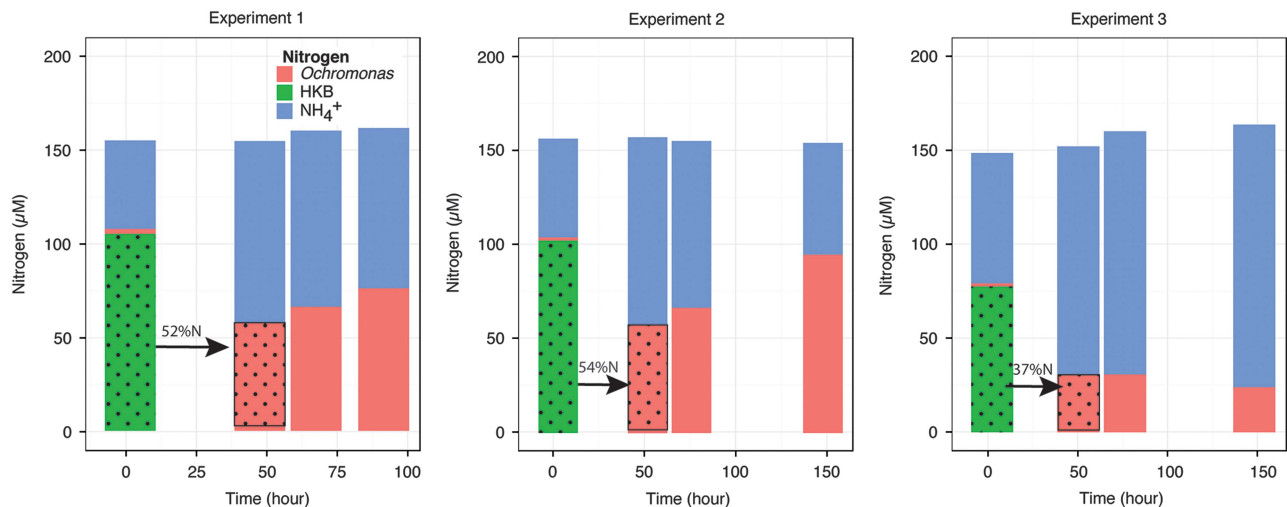 Experiment 1
Experiment 2
Experiment 3
Nitrogen
Ochromonas
HKB
NH₄⁺
200
150
100
50
0
Nitrogen (µM)
52%N
0 25 50 75 100
Time (hour)
200
150
100
50
0
Nitrogen (µM)
54%N
0 50 100 150
Time (hour)
200
150
100
50
0
Nitrogen (µM)
37%N
0 50 100 150
Time (hour)